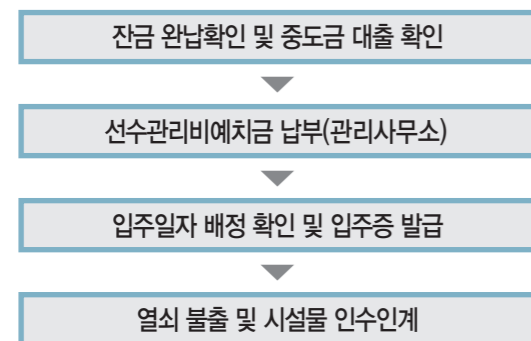 잔금 완납확인 및 중도금 대출 확인
선수관리비예치금 납부(관리사무소)
입주일자 배정 확인 및 입주증 발급
열쇠 불출 및 시설물 인수인계